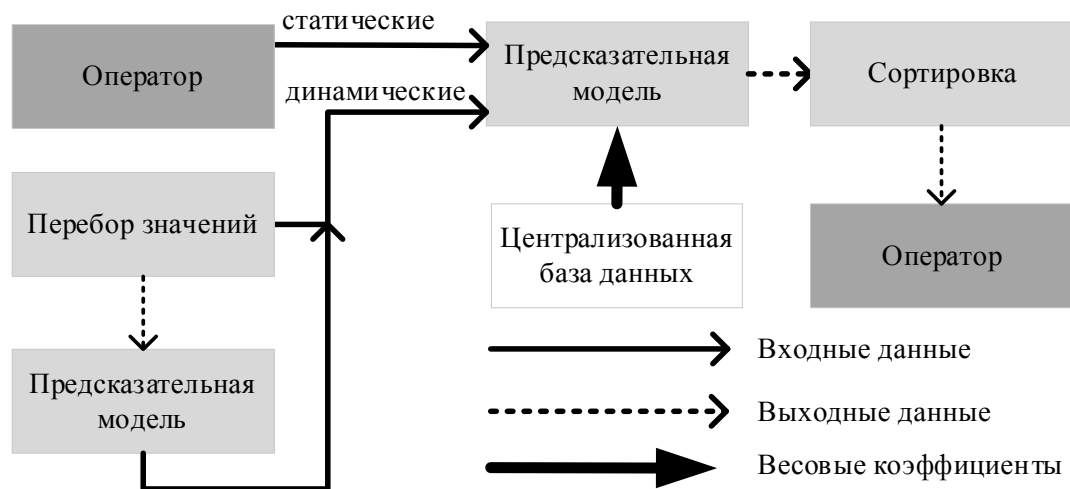 статические
Оператор
динамические
Предсказательная
модель
Сортировка
Перебор значений
Централизованная
база данных
Оператор
Предсказательная
модель
Входные данные
Выходные данные
Весовые коэффициенты